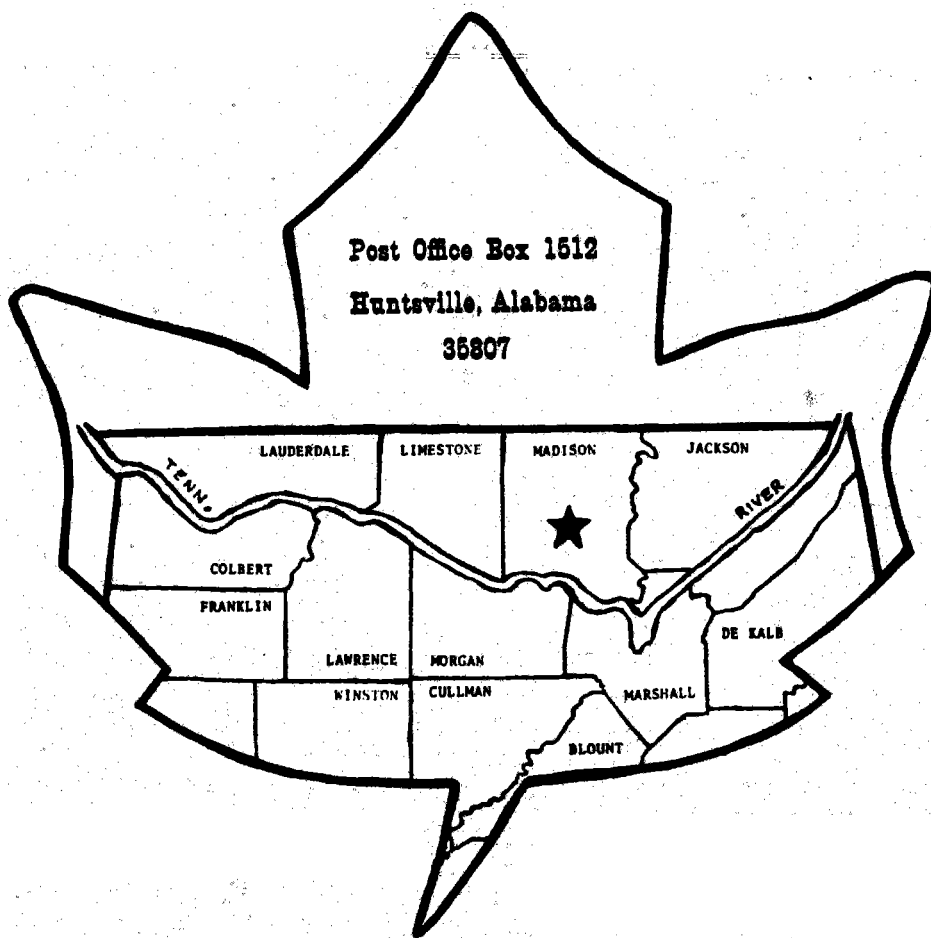 Post Office Box 1512
Huntsville, Alabama
35807
LAUDERDALE
LIMESTONE
MADISON
JACKSON
TENN.
RIVER
COLBERT
FRANKLIN
DE KALB
LAWRENCE
MORGAN
WINSTON
CULLMAN
MARSHALL
BLOUNT